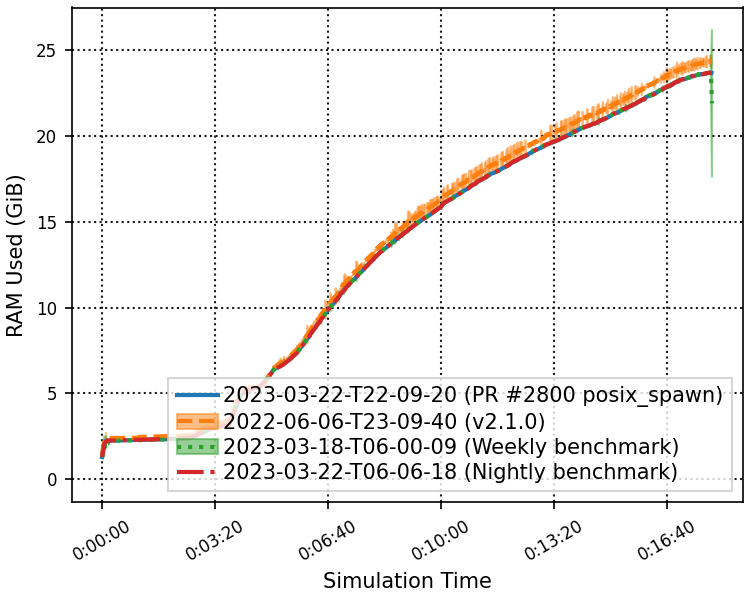 25
20
15
10
5
0
RAM Used (GiB)
2023-03-22-T22-09-20 (PR #2800 posix_spawn)
2022-06-06-T23-09-40 (v2.1.0)
2023-03-18-T06-00-09 (Weekly benchmark)
2023-03-22-T06-06-18 (Nightly benchmark)
0:00:00
0:03:20
0:06:40
0:10:00
0:13:20
0:16:40
Simulation Time